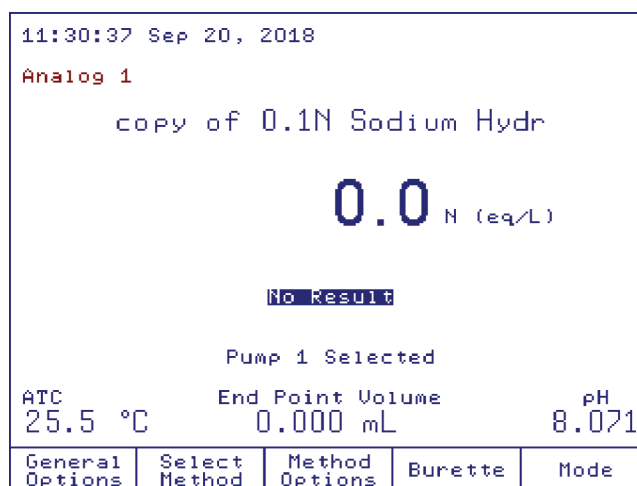 11:30:37 Sep 20, 2018
Analog 1
copy of 0.1N Sodium Hydr
0.0 N (eq/L)
No Result
Pump 1 Selected
ATC End Point Volume pH
25.5 °C 0.000 mL 8.071
General Select Method Burette Mode
Options Method Options